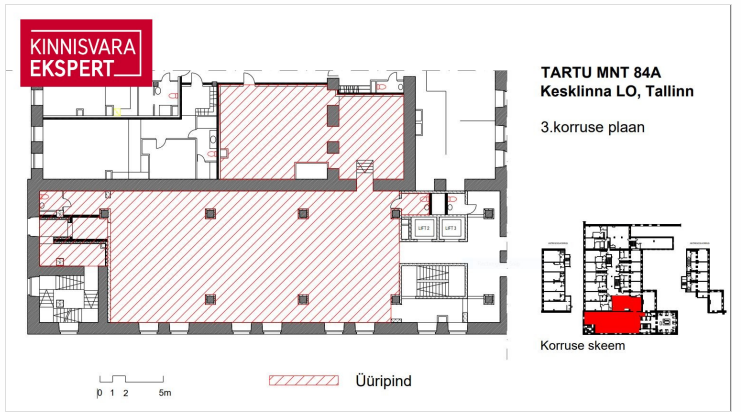 KINNISVARA
EKSPERT
TARTU MNT 84A
Kesklinna LO, Tallinn
3.korruse plaan
LIFT 2
LIFT 1
Korruse skeem
0 1 2 5m
Üüripind